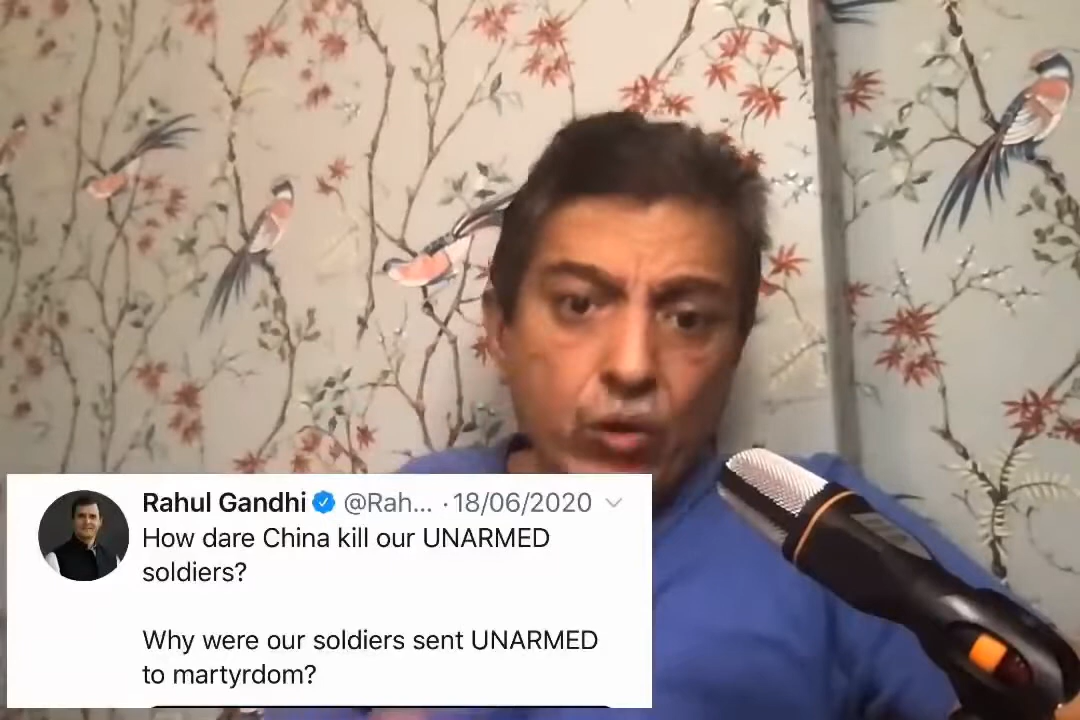 Rahul Gandhi @Rah... · 18/06/2020
How dare China kill our UNARMED
soldiers?
Why were our soldiers sent UNARMED
to martyrdom?